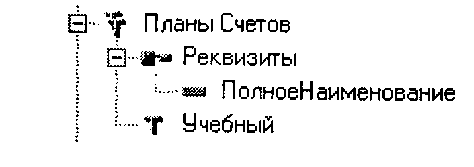 Планы Счетов
Реквизиты
ПолноеНаименование
Учебный